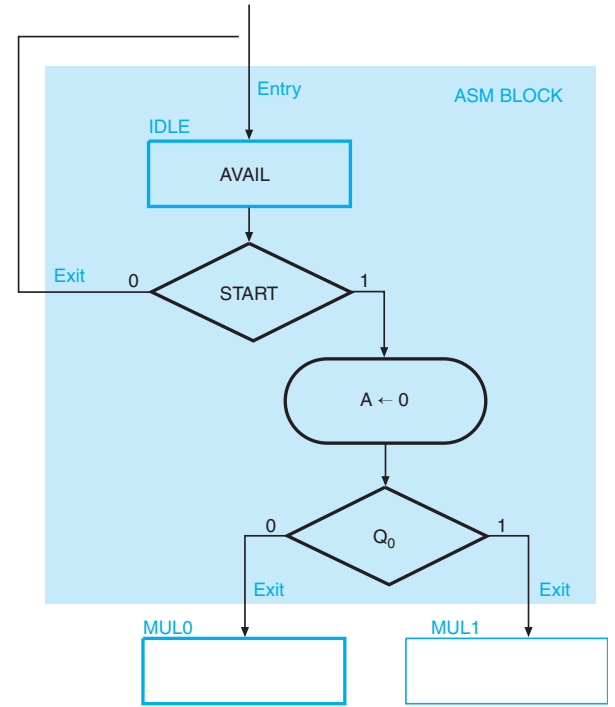 Entry
ASM BLOCK
IDLE
AVAIL
Exit
0
START
1
A ← 0
0
Q₀
1
Exit
Exit
MUL0
MUL1